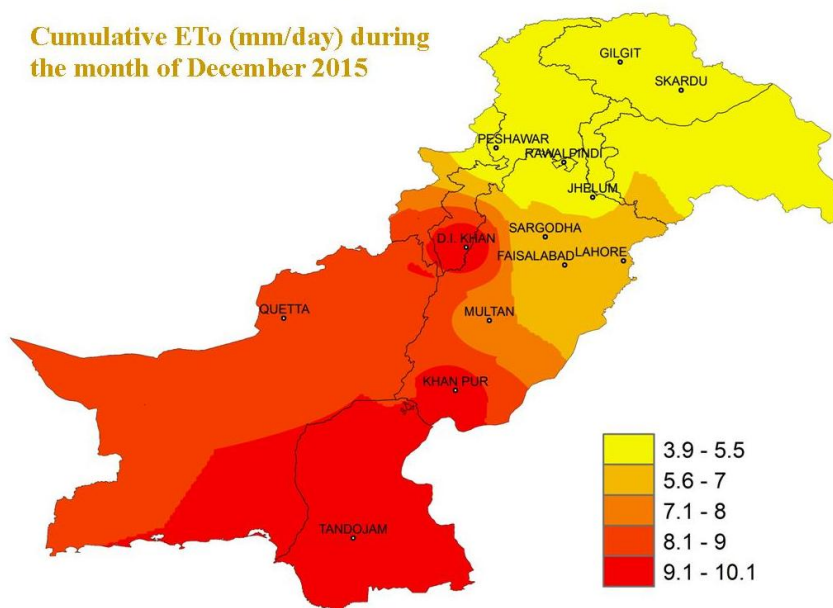 Cumulative ETo (mm/day) during
the month of December 2015
GILGIT
SKARDU
PESHAWAR
RAWALPINDI
JHELUM
SARGODHA
D.I. KHAN
FAISALABAD
LAHORE
QUETTA
MULTAN
KHAN PUR
TANDOJAM
3.9 - 5.5
5.6 - 7
7.1 - 8
8.1 - 9
9.1 - 10.1